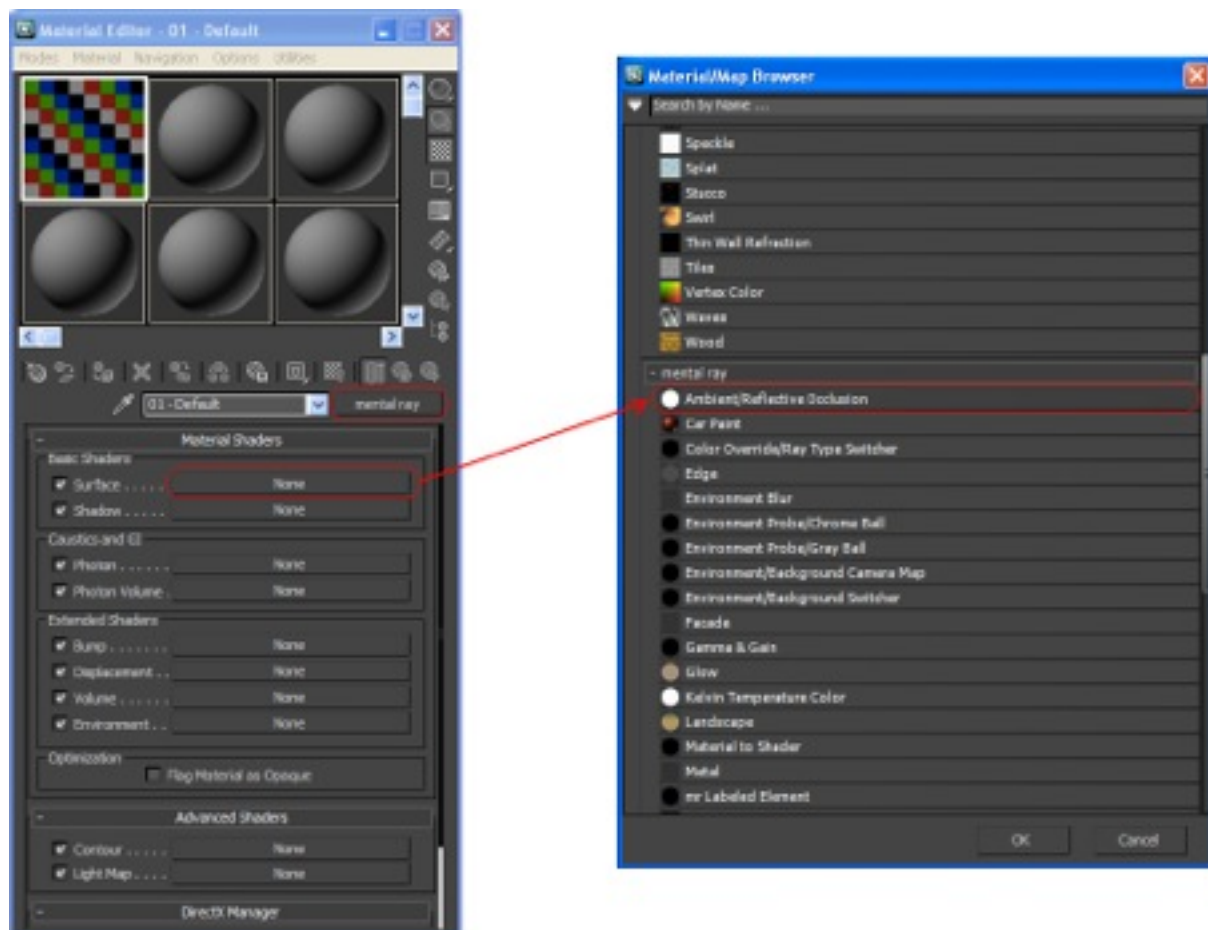 Material Editor - 01 - Default
Modes Material Navigation Options Utilities
01 - Default
mental ray
- Material Shaders
Basic Shaders
Surface . . . . . None
Shadow . . . . . None
Caustics and GI
Photon . . . . . . None
Photon Volume . None
Extended Shaders
Bump . . . . . . . None
Displacement . . None
Volume . . . . . . None
Environment . . None
Optimization
Flag Material as Opaque
- Advanced Shaders
Contour . . . . . None
Light Map . . . . None
- DirectX Manager
Material/Map Browser
Search by Name ...
Speckle
Splat
Stucco
Swirl
Thin Wall Refraction
Tiles
Vertex Color
Waves
Wood
- mental ray
Ambient/Reflective Occlusion
Car Paint
Color Override/Ray Type Switcher
Edge
Environment Blur
Environment Probe/Chrome Ball
Environment Probe/Gray Ball
Environment/Background Camera Map
Environment/Background Switcher
Facade
Gamma & Gain
Glow
Kelvin Temperature Color
Landscape
Material to Shader
Metal
mr Labeled Element
OK Cancel